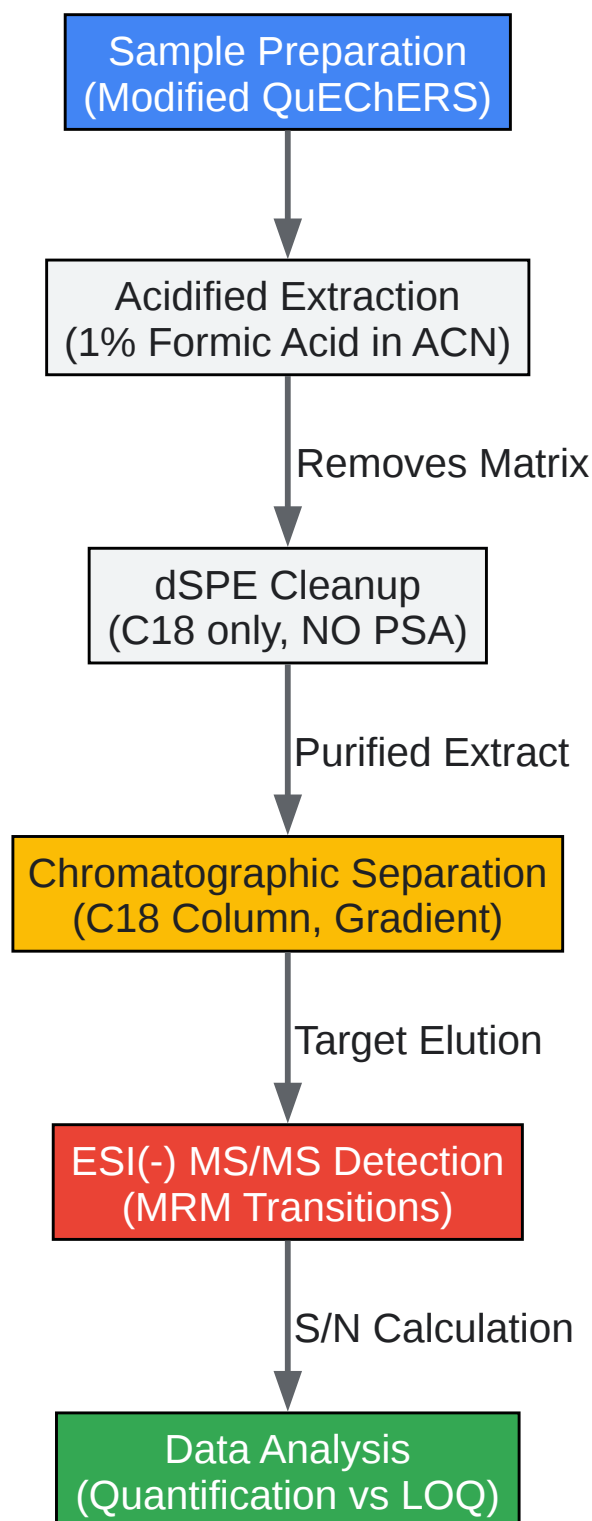 Sample Preparation
(Modified QuEChERS)
Acidified Extraction
(1% Formic Acid in ACN)
Removes Matrix
dSPE Cleanup
(C18 only, NO PSA)
Purified Extract
Chromatographic Separation
(C18 Column, Gradient)
Target Elution
ESI(-) MS/MS Detection
(MRM Transitions)
S/N Calculation
Data Analysis
(Quantification vs LOQ)